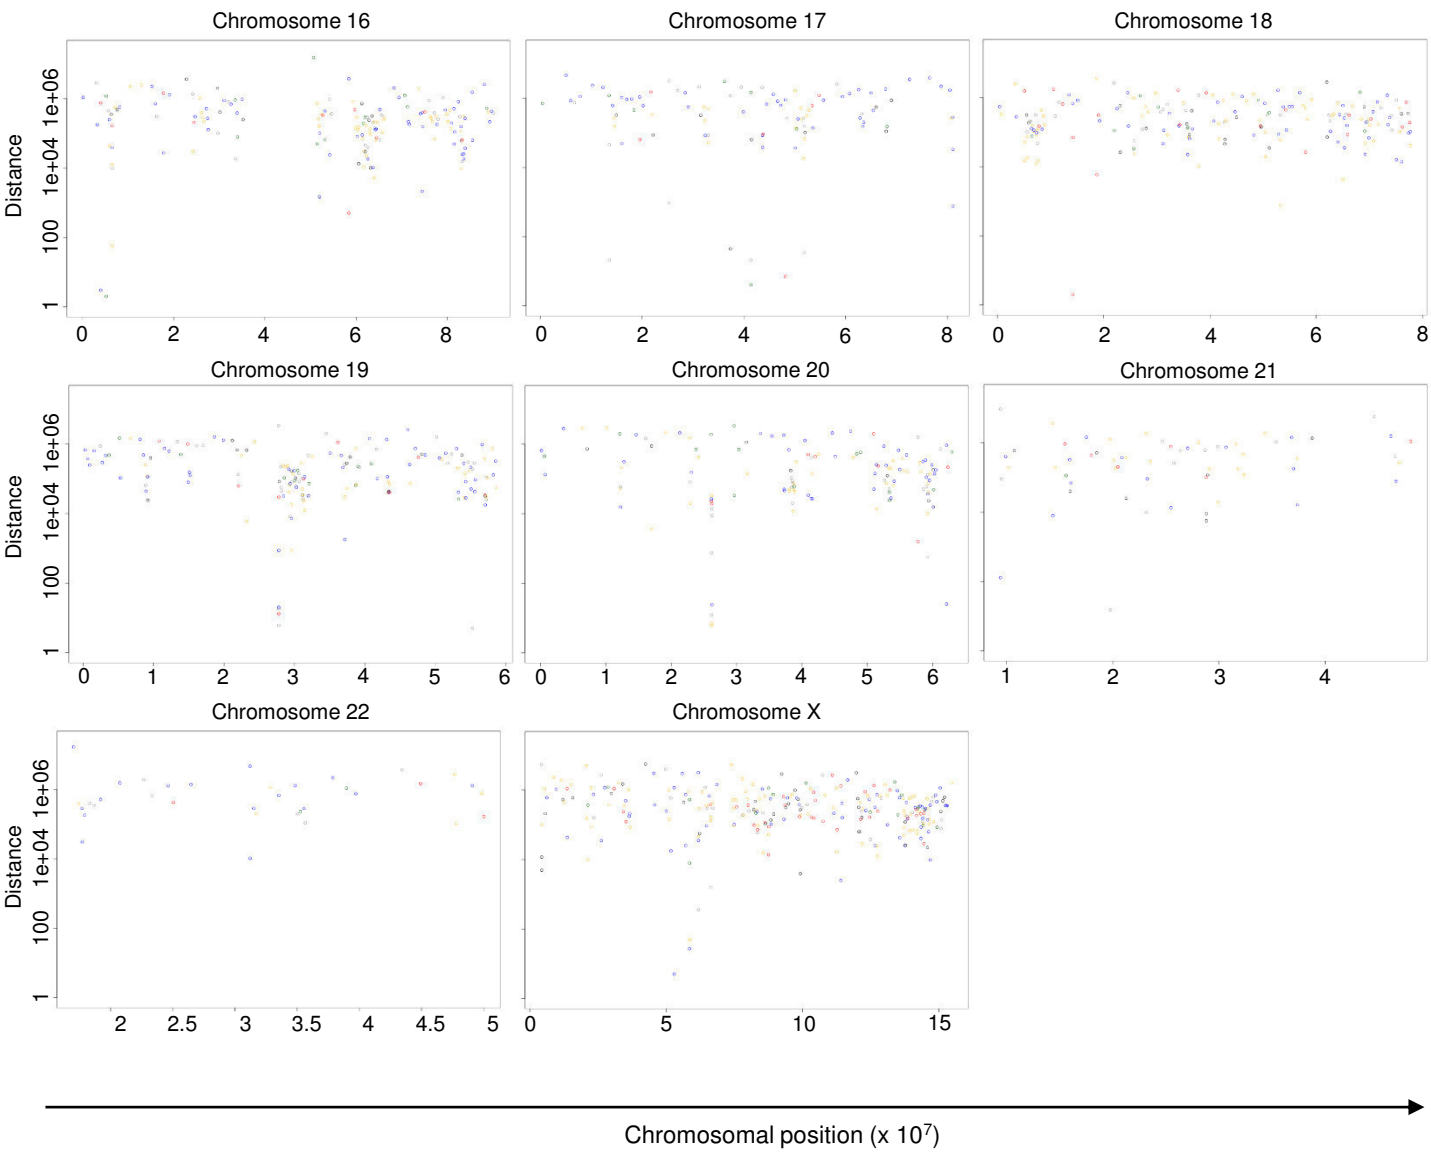 Chromosome 16
Chromosome 17
Chromosome 18
Distance
1e+06
1e+04
100
1
0 2 4 6 8
0 2 4 6 8
0 2 4 6 8
Chromosome 19
Chromosome 20
Chromosome 21
Distance
1e+06
1e+04
100
1
0 1 2 3 4 5 6
0 1 2 3 4 5 6
1 2 3 4
Chromosome 22
Chromosome X
Distance
1e+06
1e+04
100
1
2 2.5 3 3.5 4 4.5 5
0 5 10 15
Chromosomal position (x 10⁷)